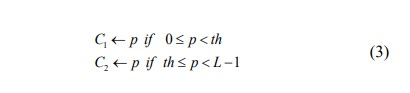 C₁ ← p if 0 ≤ p < th
C₂ ← p if th ≤ p < L − 1
(3)